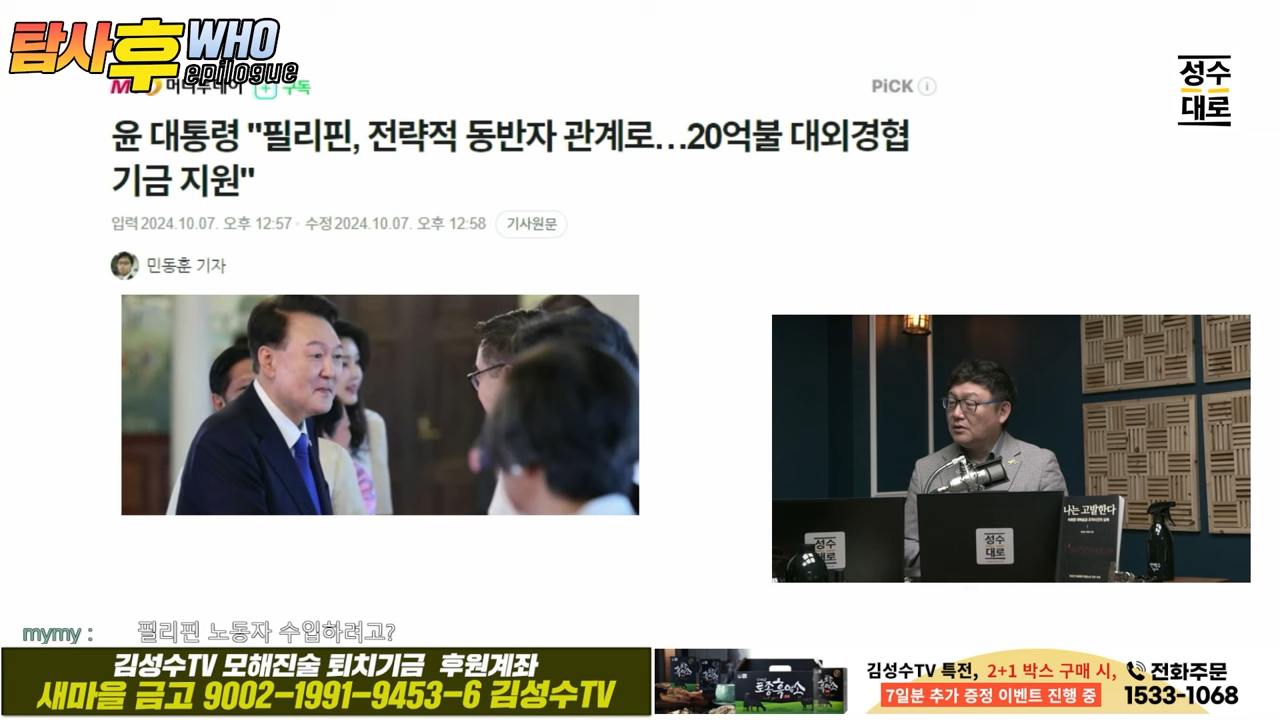 탐사후 WHO
epilogue
머니투데이 구독
PiCK
성수
대로
윤 대통령 "필리핀, 전략적 동반자 관계로…20억불 대외경협
기금 지원"
입력 2024.10.07. 오후 12:57 · 수정 2024.10.07. 오후 12:58 기사원문
민동훈 기자
나는 고발한다
성수
대로
성수
대로
mymy : 필리핀 노동자 수입하려고?
김성수TV 모해진술 퇴치기금 후원계좌
새마을 금고 9002-1991-9453-6 김성수TV
토종흑염소
김성수TV 특전, 2+1 박스 구매 시,
7일분 추가 증정 이벤트 진행 중
전화주문
1533-1068